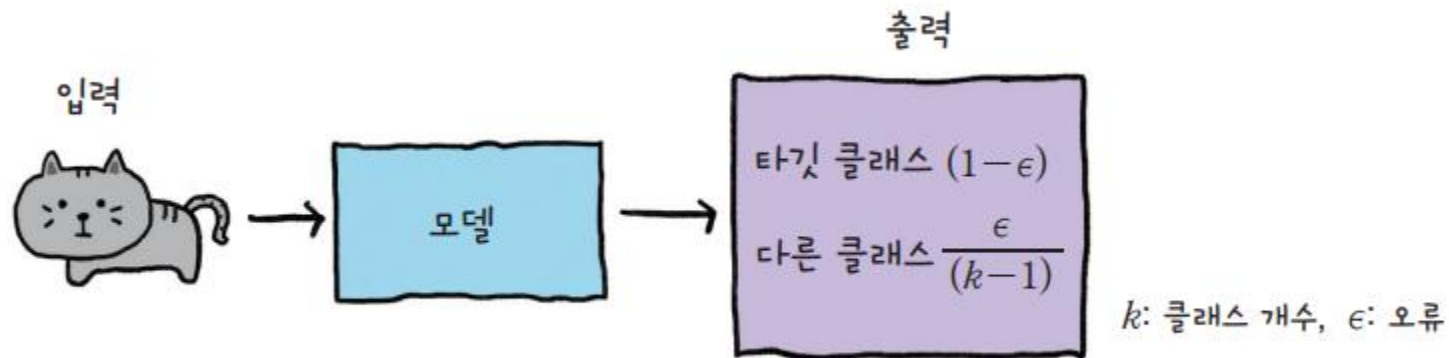 입력
모델
출력
타깃 클래스 (1−ϵ)
다른 클래스 ϵ/(k−1)
k: 클래스 개수, ϵ: 오류